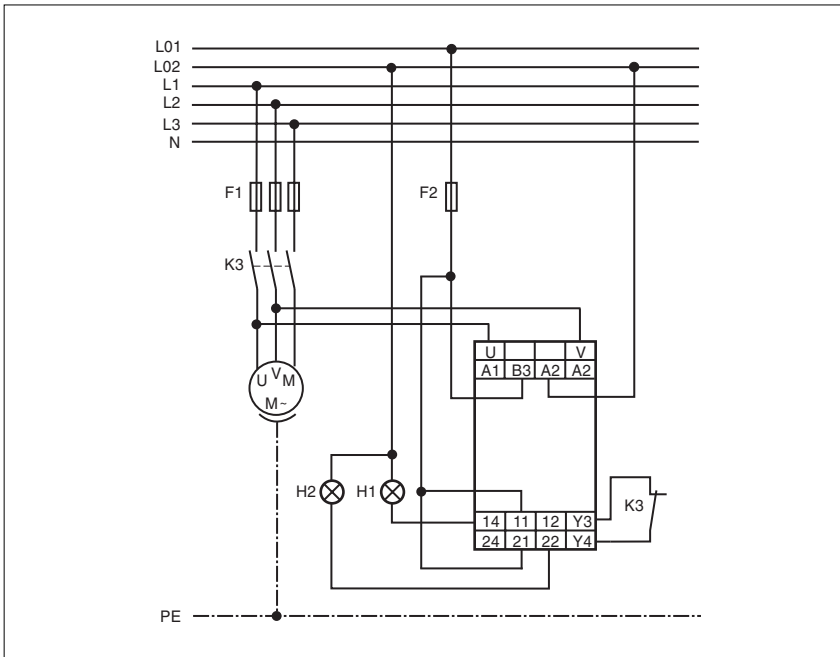 L01
L02
L1
L2
L3
N
F1
F2
K3
U V
A1 B3 A2 A2
U V M
M~
H2 H1
14 11 12 Y3
24 21 22 Y4
K3
PE